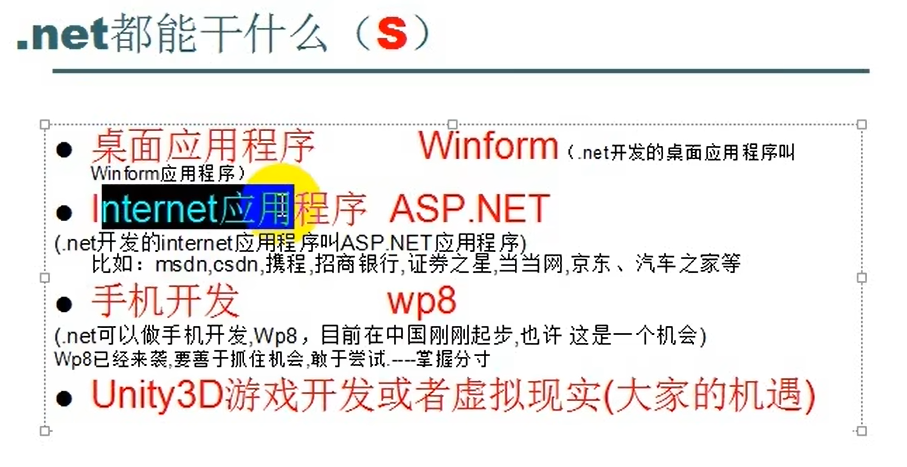 .net都能干什么（S）
● 桌面应用程序 Winform（.net开发的桌面应用程序叫
Winform应用程序）
● Internet应用程序 ASP.NET
(.net开发的internet应用程序叫ASP.NET应用程序)
比如：msdn,csdn,携程,招商银行,证券之星,当当网,京东、汽车之家等
● 手机开发 wp8
(.net可以做手机开发,Wp8，目前在中国刚刚起步,也许 这是一个机会)
Wp8已经来袭,要善于抓住机会,敢于尝试.----掌握分寸
● Unity3D游戏开发或者虚拟现实(大家的机遇)